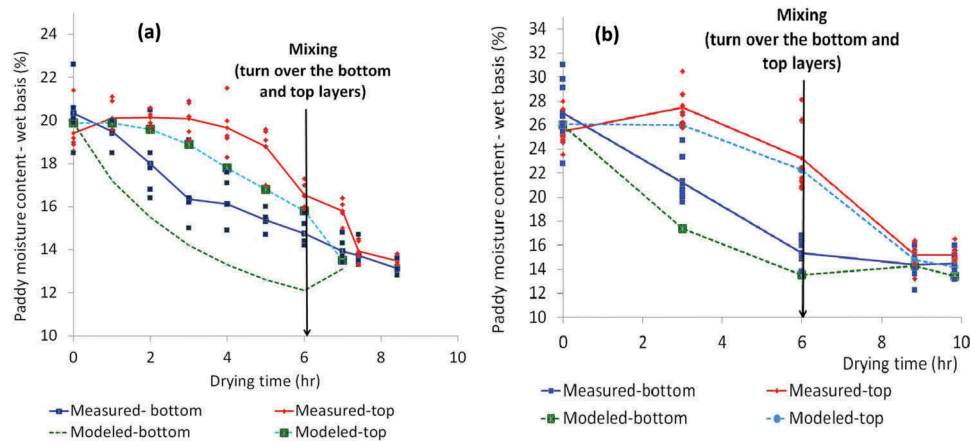 (a)
Mixing
(turn over the bottom
and top layers)
Paddy moisture content - wet basis (%)
24
22
20
18
16
14
12
10
0
2
4
6
8
10
Drying time (hr)
Measured- bottom
Measured-top
Modeled-bottom
Modeled-top
(b)
Mixing
(turn over the bottom and
top layers)
Paddy moisture content - wet basis (%)
34
32
30
28
26
24
22
20
18
16
14
12
10
0
2
4
6
8
10
Drying time (hr)
Measured-bottom
Measured-top
Modeled-bottom
Modeled-top